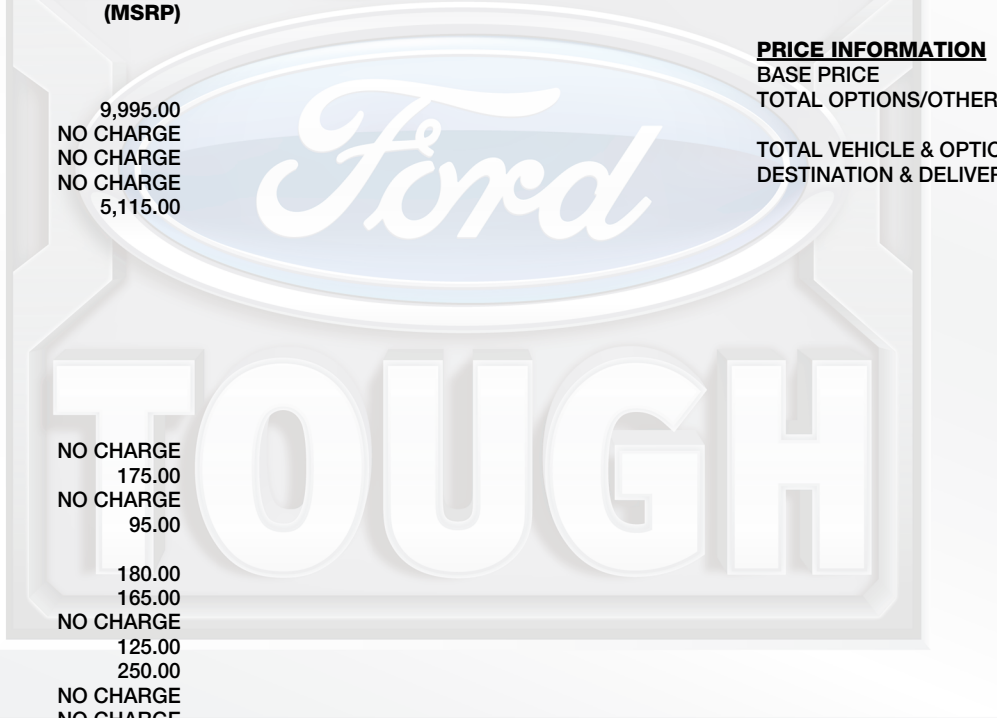 (MSRP)
9,995.00
NO CHARGE
NO CHARGE
NO CHARGE
5,115.00
NO CHARGE
175.00
NO CHARGE
95.00
180.00
165.00
NO CHARGE
125.00
250.00
NO CHARGE
NO CHARGE
PRICE INFORMATION
BASE PRICE
TOTAL OPTIONS/OTHER
TOTAL VEHICLE &
DESTINATION &
Ford
TOUGH